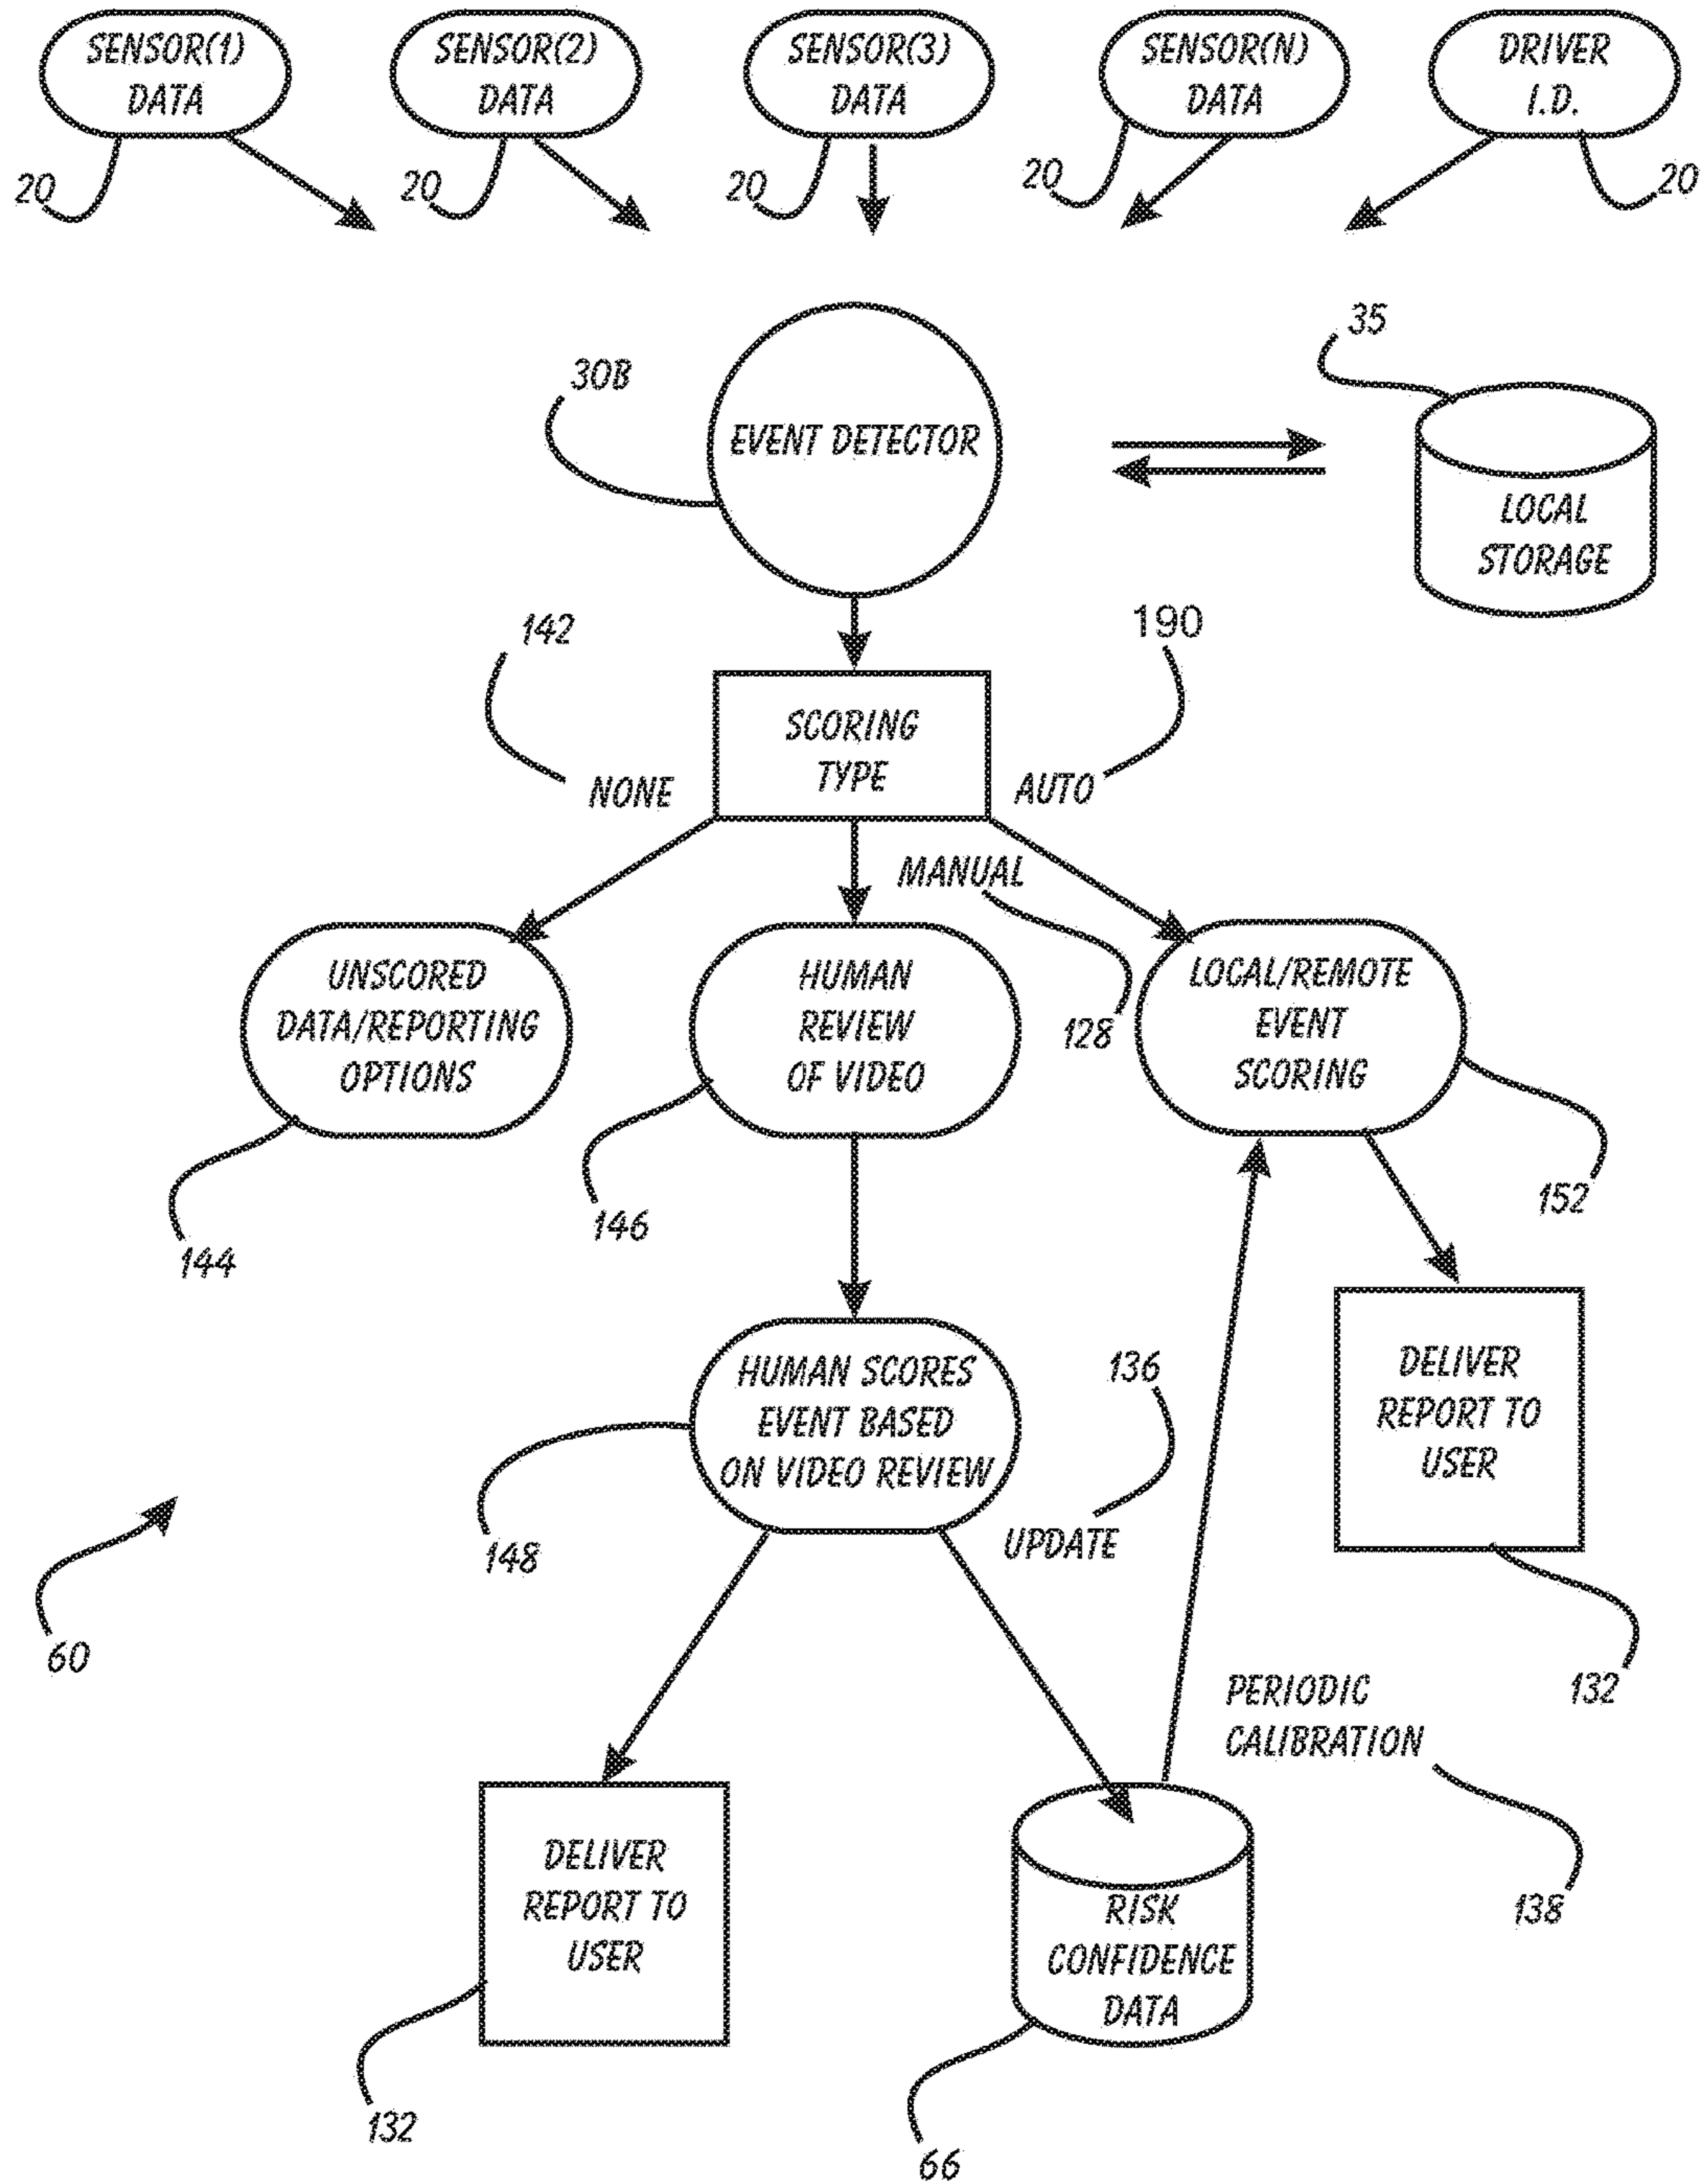 SENSOR(1)
DATA
SENSOR(2)
DATA
SENSOR(3)
DATA
SENSOR(N)
DATA
DRIVER
I.D.
20
20
20
20
20
35
30B
EVENT DETECTOR
LOCAL
STORAGE
142
190
SCORING
TYPE
NONE
AUTO
MANUAL
UNSCORED
DATA/REPORTING
OPTIONS
HUMAN
REVIEW
OF VIDEO
128
LOCAL/REMOTE
EVENT
SCORING
144
146
152
HUMAN SCORES
EVENT BASED
ON VIDEO REVIEW
136
DELIVER
REPORT TO
USER
148
UPDATE
60
132
PERIODIC
CALIBRATION
DELIVER
REPORT TO
USER
RISK
CONFIDENCE
DATA
138
132
66